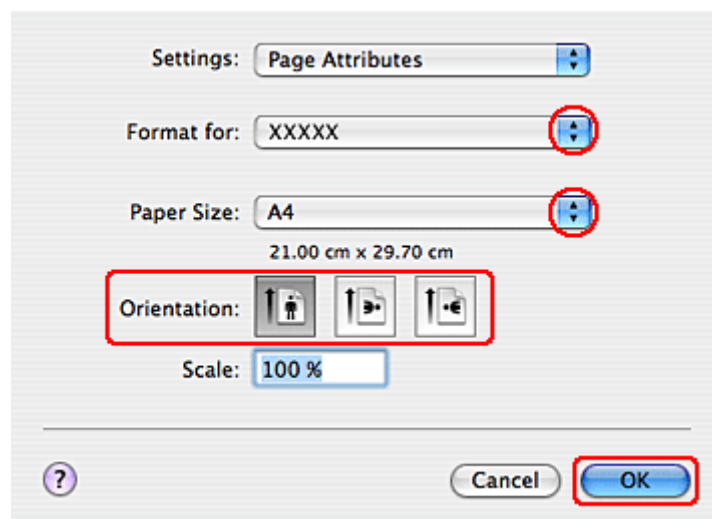 Settings: Page Attributes
Format for: XXXXX
Paper Size: A4
21.00 cm x 29.70 cm
Orientation:
Scale: 100 %
? Cancel OK